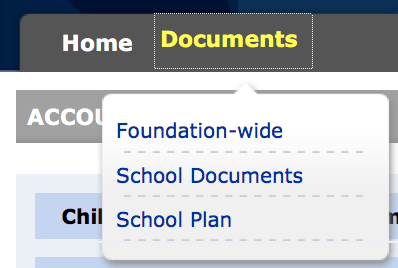 Home Documents
ACCOU
Foundation-wide
School Documents
School Plan
Chil